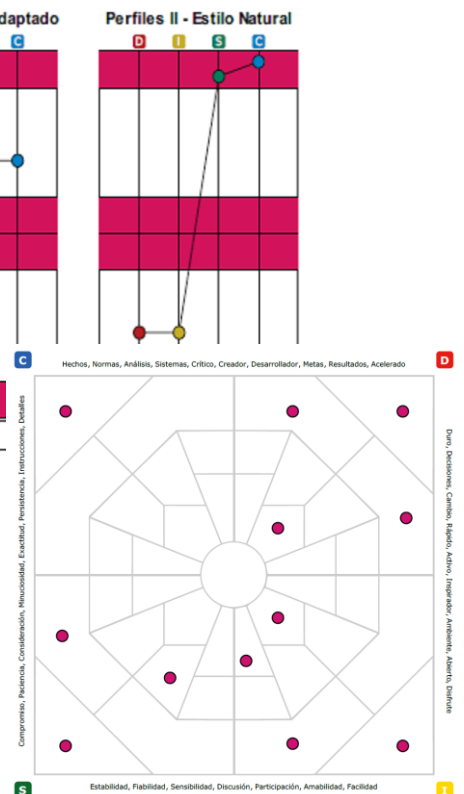 daptado
Perfiles II - Estilo Natural
C
D I S C
C
Hechos, Normas, Análisis, Sistemas, Crítico, Creador, Desarrollador, Metas, Resultados, Acelerado
D
Compromiso, Paciencia, Consideración, Minuciosidad, Exactitud, Persistencia, Instrucciones, Detalles
Duro, Decisiones, Cambio, Rápido, Activo, Inspirador, Ambiente, Abierto, Disfrute
S
Estabilidad, Fiabilidad, Sensibilidad, Discusión, Participación, Amabilidad, Facilidad
I